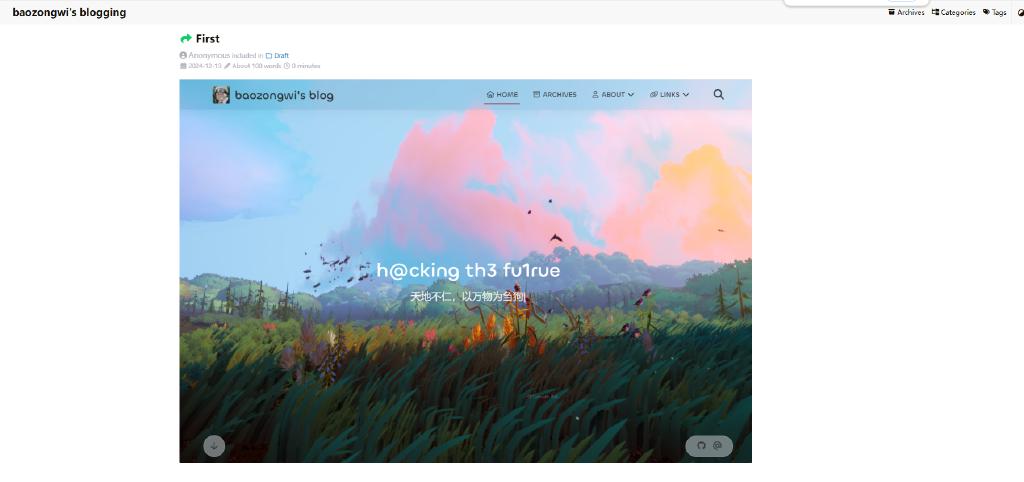 baozongwi's blogging
Archives Categories Tags
First
Anonymous included in Draft
2024-12-13 About 100 words 0 minutes
baozongwi's blog
HOME ARCHIVES ABOUT LINKS
h@cking th3 fu1rue
天地不仁，以万物为刍狗